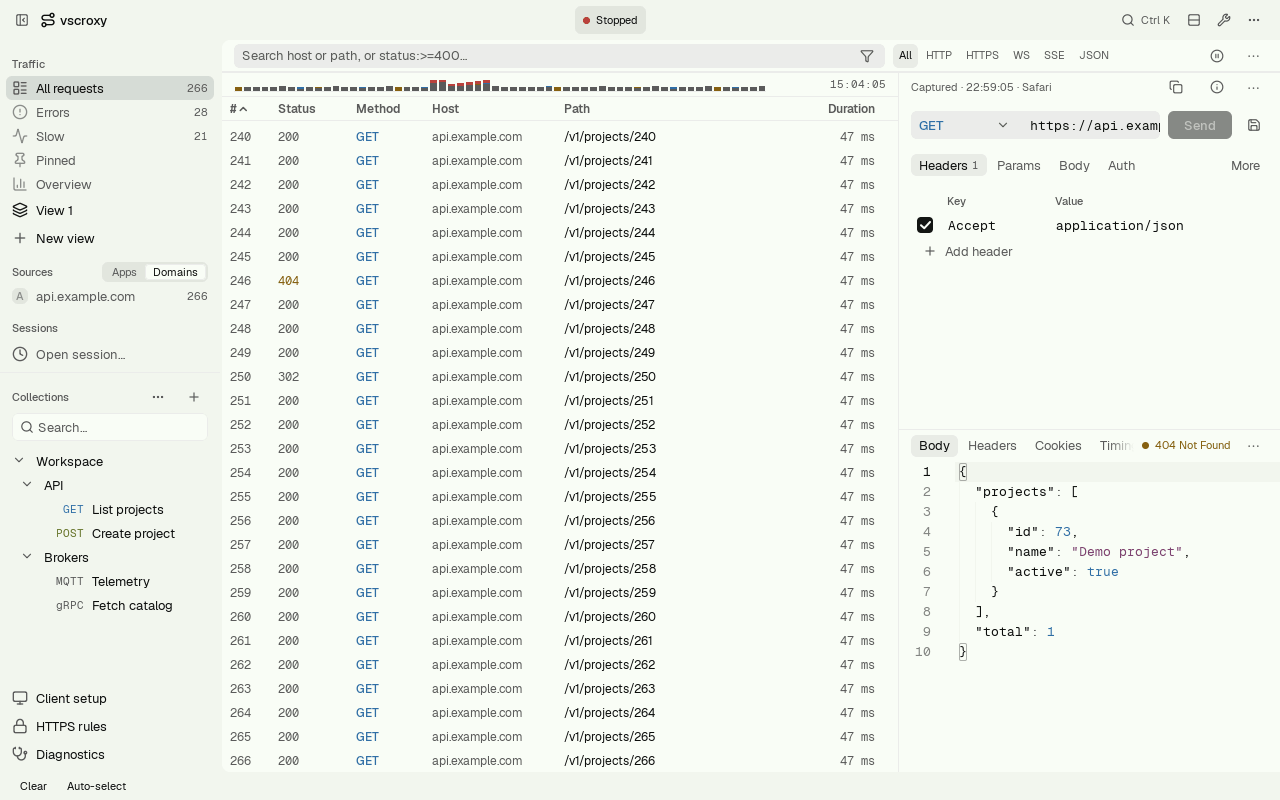 vscroxy
Stopped
Ctrl K
Traffic
All requests 266
Errors 28
Slow 21
Pinned
Overview
View 1
New view
Sources Apps Domains
A api.example.com 266
Sessions
Open session…
Collections
Search…
Workspace
API
GET List projects
POST Create project
Brokers
MQTT Telemetry
gRPC Fetch catalog
Client setup
HTTPS rules
Diagnostics
Clear Auto-select
Search host or path, or status:>=400…
All HTTP HTTPS WS SSE JSON
15:04:05
# Status Method Host Path Duration
240 200 GET api.example.com /v1/projects/240 47 ms
241 200 GET api.example.com /v1/projects/241 47 ms
242 200 GET api.example.com /v1/projects/242 47 ms
243 200 GET api.example.com /v1/projects/243 47 ms
244 200 GET api.example.com /v1/projects/244 47 ms
245 200 GET api.example.com /v1/projects/245 47 ms
246 404 GET api.example.com /v1/projects/246 47 ms
247 200 GET api.example.com /v1/projects/247 47 ms
248 200 GET api.example.com /v1/projects/248 47 ms
249 200 GET api.example.com /v1/projects/249 47 ms
250 302 GET api.example.com /v1/projects/250 47 ms
251 200 GET api.example.com /v1/projects/251 47 ms
252 200 GET api.example.com /v1/projects/252 47 ms
253 200 GET api.example.com /v1/projects/253 47 ms
254 200 GET api.example.com /v1/projects/254 47 ms
255 200 GET api.example.com /v1/projects/255 47 ms
256 200 GET api.example.com /v1/projects/256 47 ms
257 200 GET api.example.com /v1/projects/257 47 ms
258 200 GET api.example.com /v1/projects/258 47 ms
259 200 GET api.example.com /v1/projects/259 47 ms
260 200 GET api.example.com /v1/projects/260 47 ms
261 200 GET api.example.com /v1/projects/261 47 ms
262 200 GET api.example.com /v1/projects/262 47 ms
263 200 GET api.example.com /v1/projects/263 47 ms
264 200 GET api.example.com /v1/projects/264 47 ms
265 200 GET api.example.com /v1/projects/265 47 ms
266 200 GET api.example.com /v1/projects/266 47 ms
Captured · 22:59:05 · Safari
GET https://api.examp Send
Headers 1 Params Body Auth More
Key Value
Accept application/json
Add header
Body Headers Cookies Timin 404 Not Found
1 {
2 "projects": [
3 {
4 "id": 73,
5 "name": "Demo project",
6 "active": true
7 }
8 ],
9 "total": 1
10 }